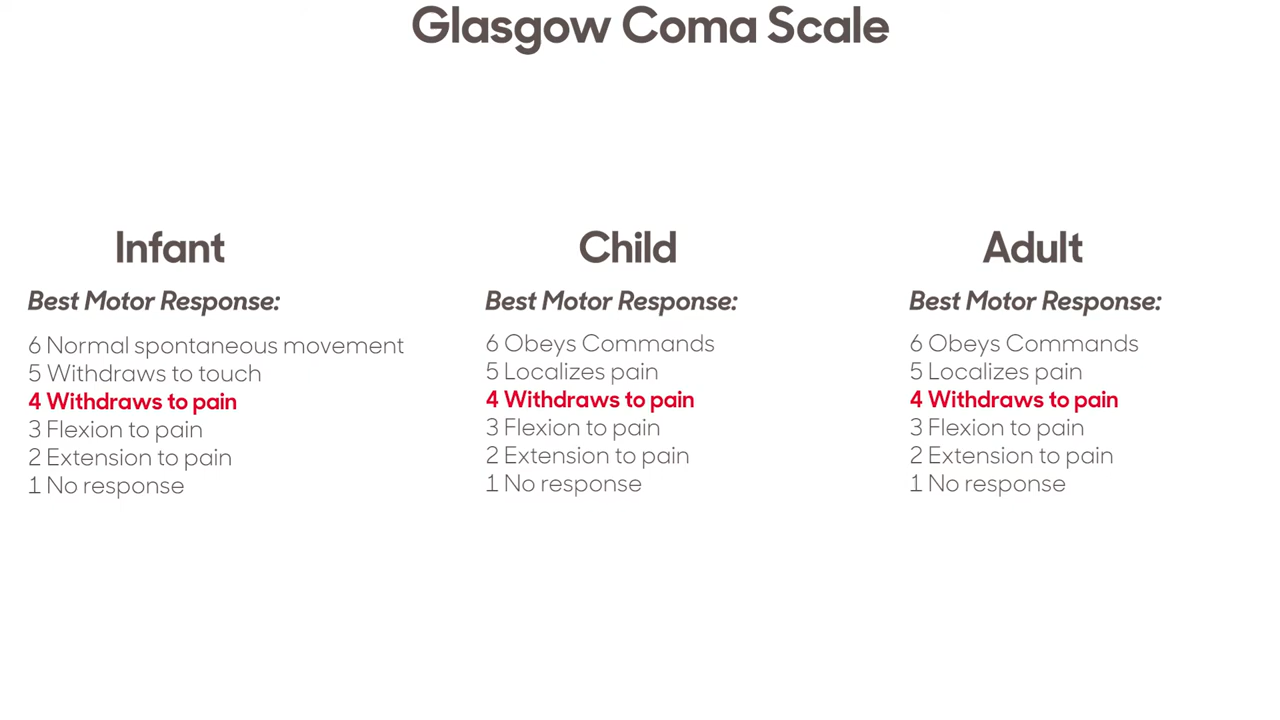 Glasgow Coma Scale
Infant
Best Motor Response:
6 Normal spontaneous movement
5 Withdraws to touch
4 Withdraws to pain
3 Flexion to pain
2 Extension to pain
1 No response
Child
Best Motor Response:
6 Obeys Commands
5 Localizes pain
4 Withdraws to pain
3 Flexion to pain
2 Extension to pain
1 No response
Adult
Best Motor Response:
6 Obeys Commands
5 Localizes pain
4 Withdraws to pain
3 Flexion to pain
2 Extension to pain
1 No response